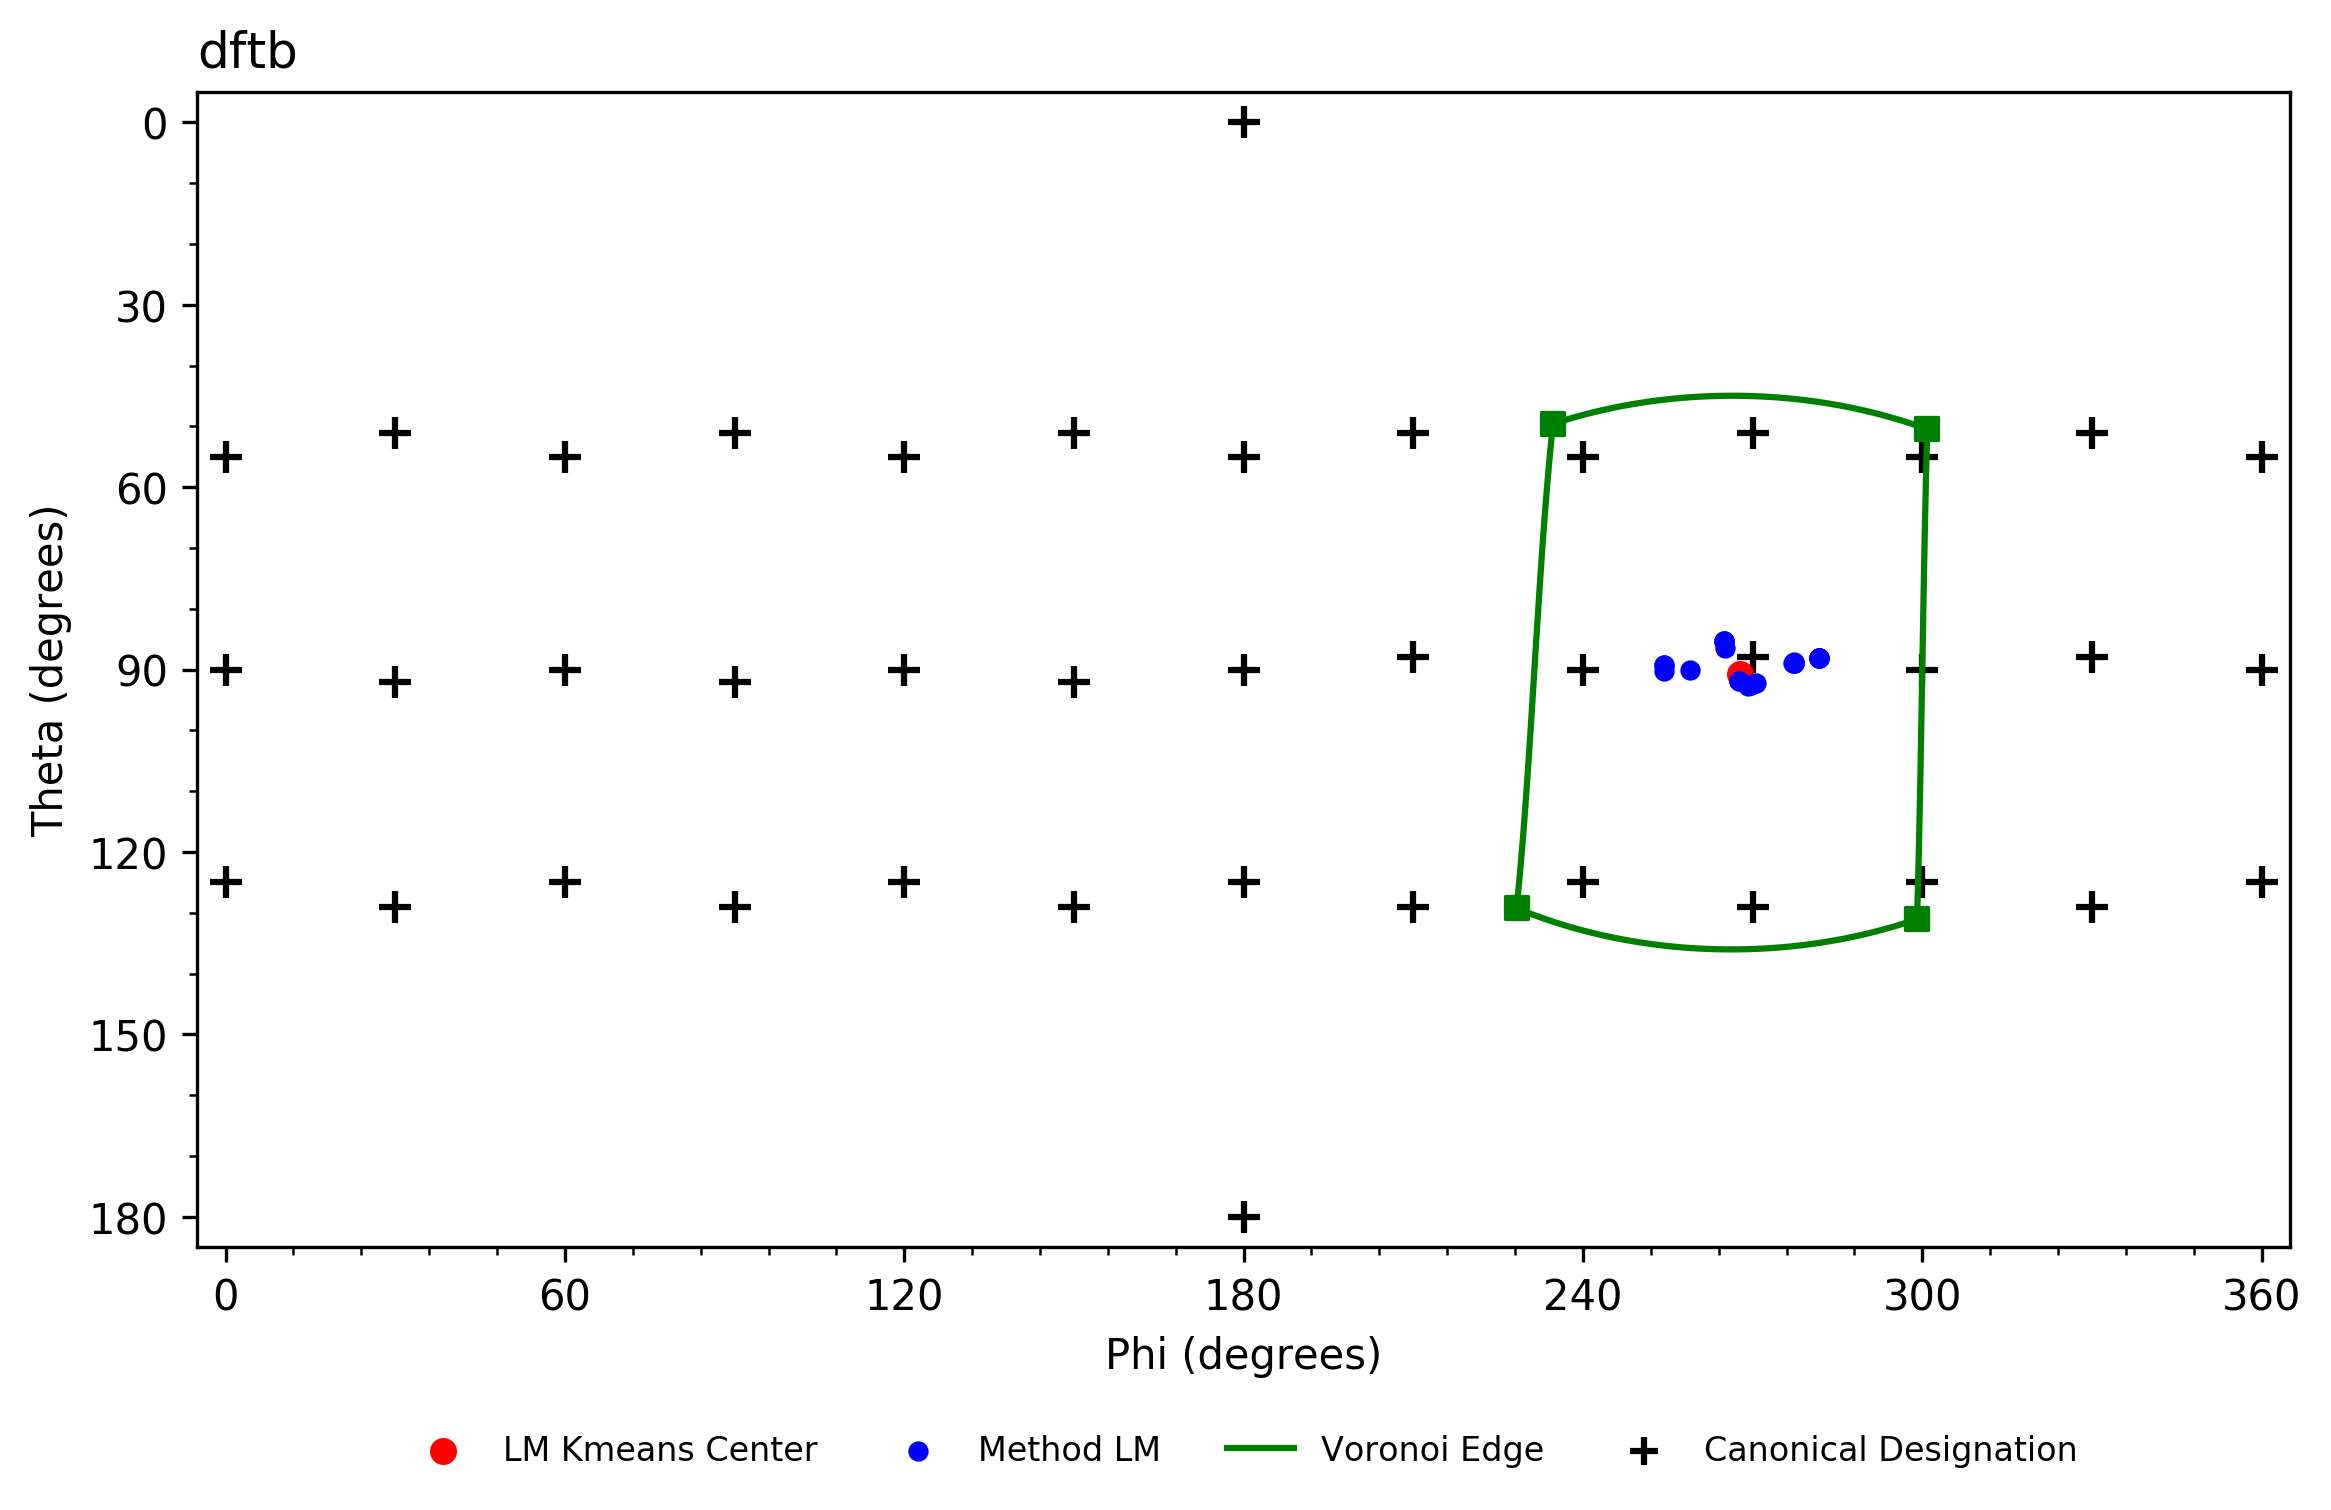 dftb
0
30
60
90
120
150
180
Theta (degrees)
0 60 120 180 240 300 360
Phi (degrees)
LM Kmeans Center Method LM Voronoi Edge Canonical Designation